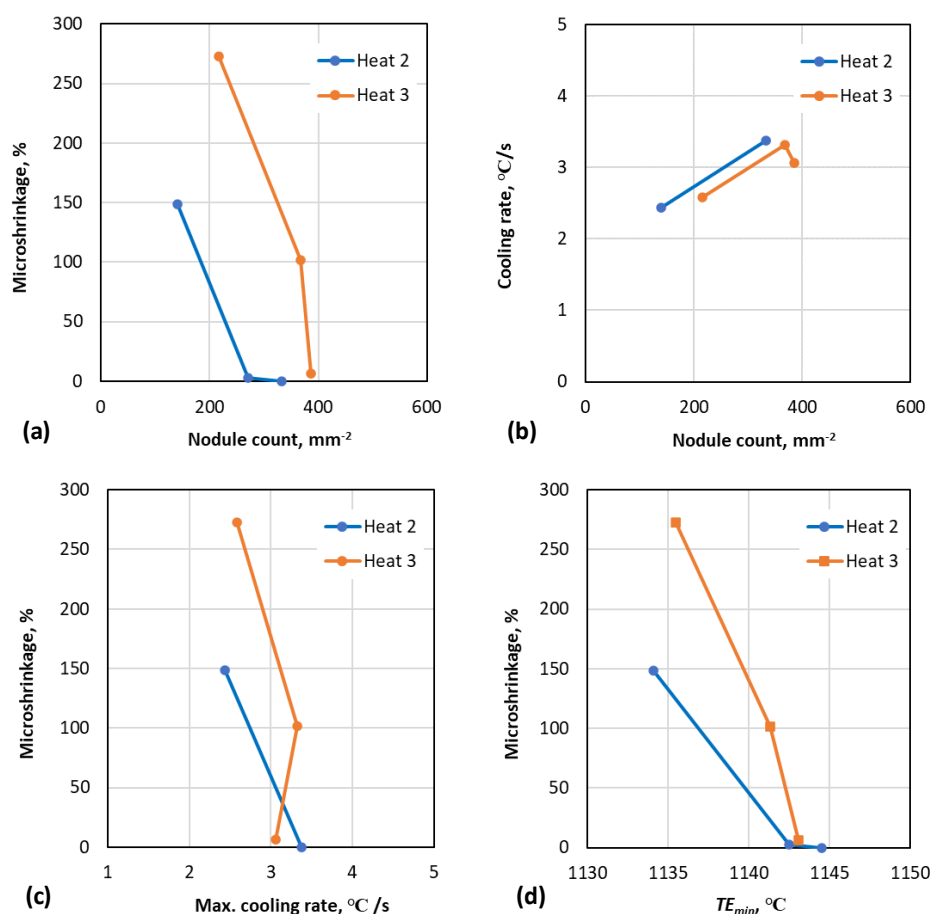 300
250
200
150
100
50
0
0 200 400 600
Microshrinkage, %
Nodule count, mm⁻²
Heat 2
Heat 3
(a)
5
4
3
2
1
0
0 200 400 600
Cooling rate, °C/s
Nodule count, mm⁻²
Heat 2
Heat 3
(b)
300
250
200
150
100
50
0
1 2 3 4 5
Microshrinkage, %
Max. cooling rate, °C /s
Heat 2
Heat 3
(c)
300
250
200
150
100
50
0
1130 1135 1140 1145 1150
Microshrinkage, %
TEmin, °C
Heat 2
Heat 3
(d)